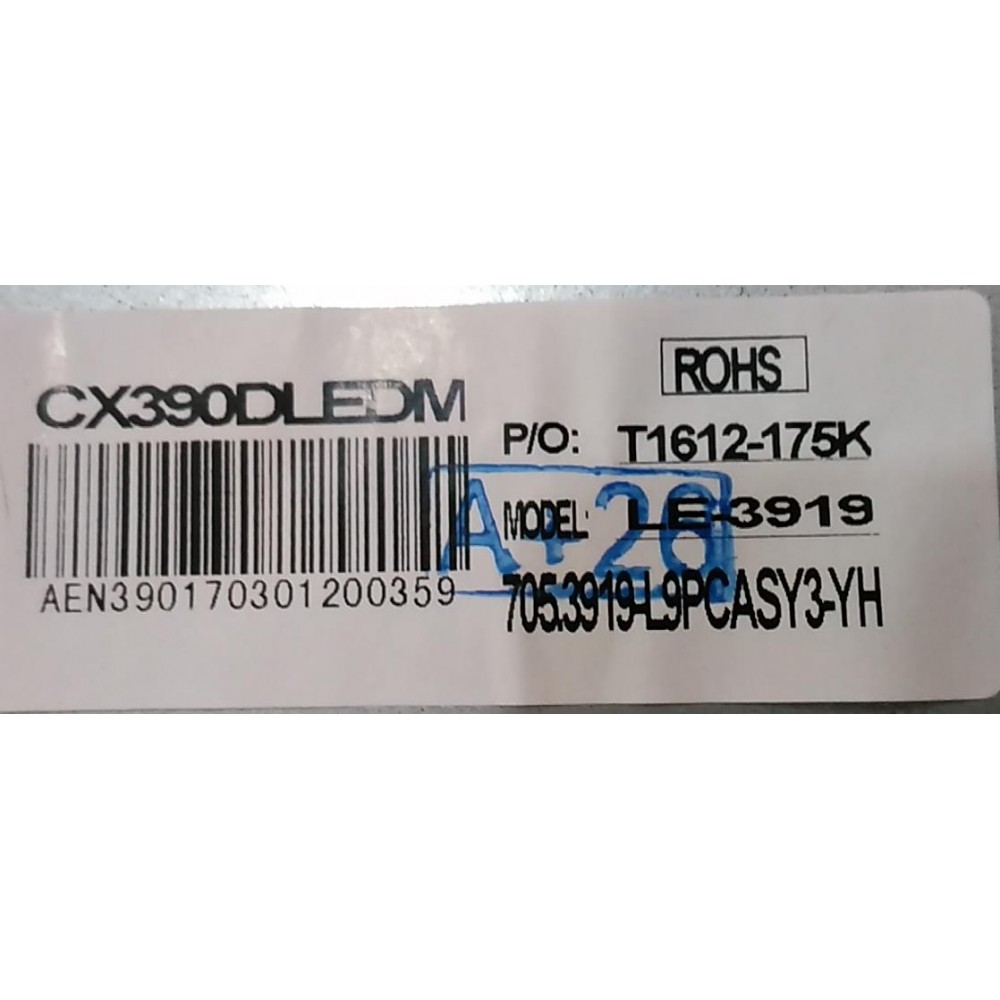 ROHS
CX390DLEDM
P/O: T1612-175K
MODEL: LE-3919
A+26
AEN390170301200359
705.3919-L9PCASY3-YH